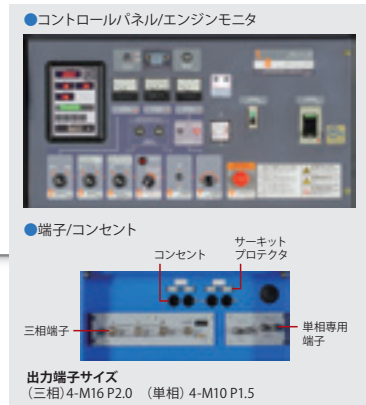 ●コントロールパネル/エンジンモニタ
●端子/コンセント
コンセント
サーキット
プロテクタ
三相端子
単相専用
端子
出力端子サイズ
（三相）4-M16 P2.0　（単相）4-M10 P1.5